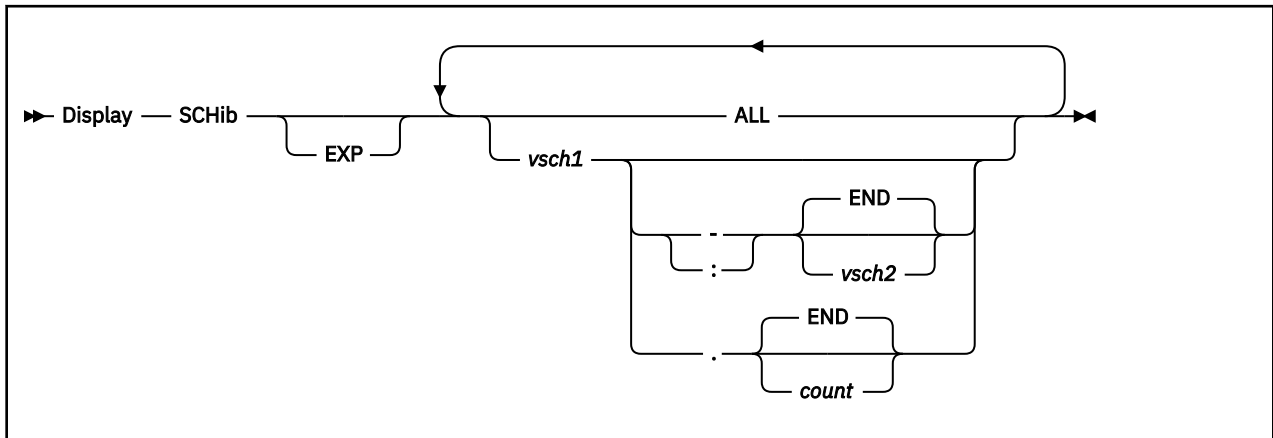 Display SCHib ALL
EXP
vsch1
- END
: vsch2
. END
count